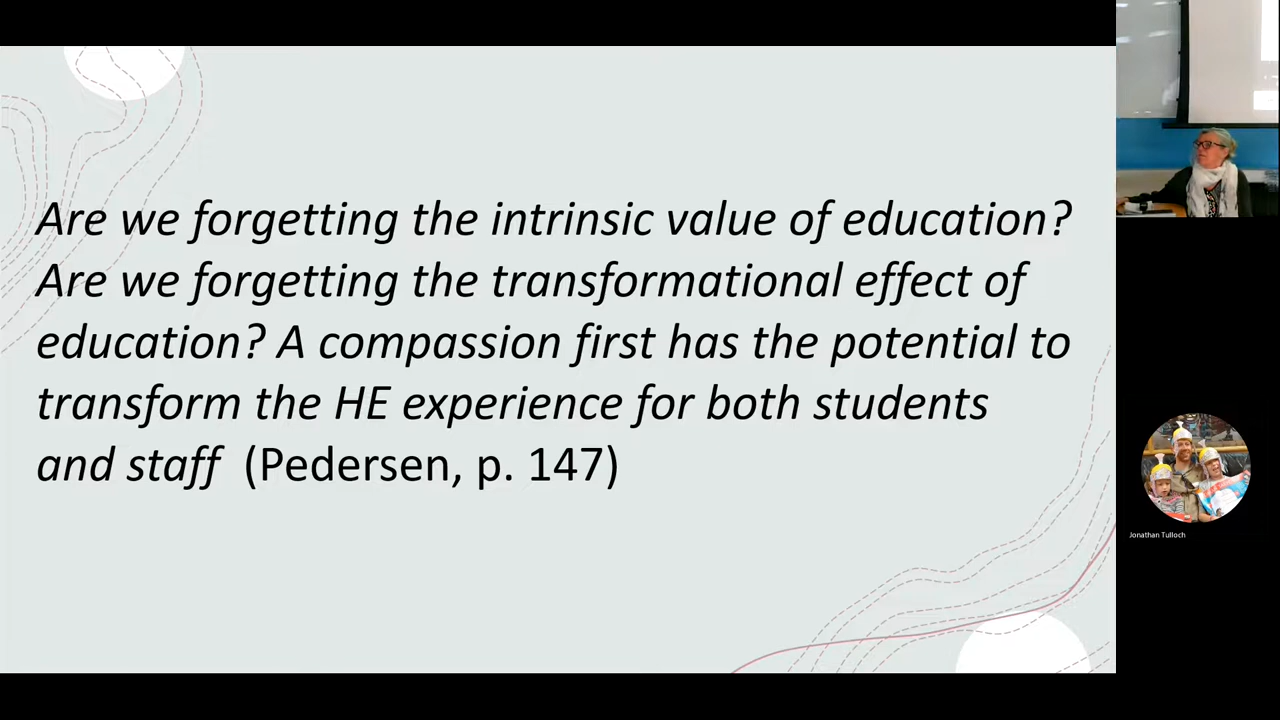 Are we forgetting the intrinsic value of education?
Are we forgetting the transformational effect of
education? A compassion first has the potential to
transform the HE experience for both students
and staff (Pedersen, p. 147)
Jonathan Tulloch